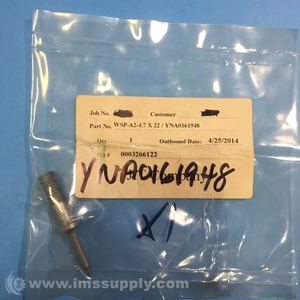 Job No. Customer
Part No. WSP-A2-4.7 X 22 / YNA0161948
1 Outbound Date: 4/25/2014
# 0003266122
YNA0161948
x1
www.imssupply.com